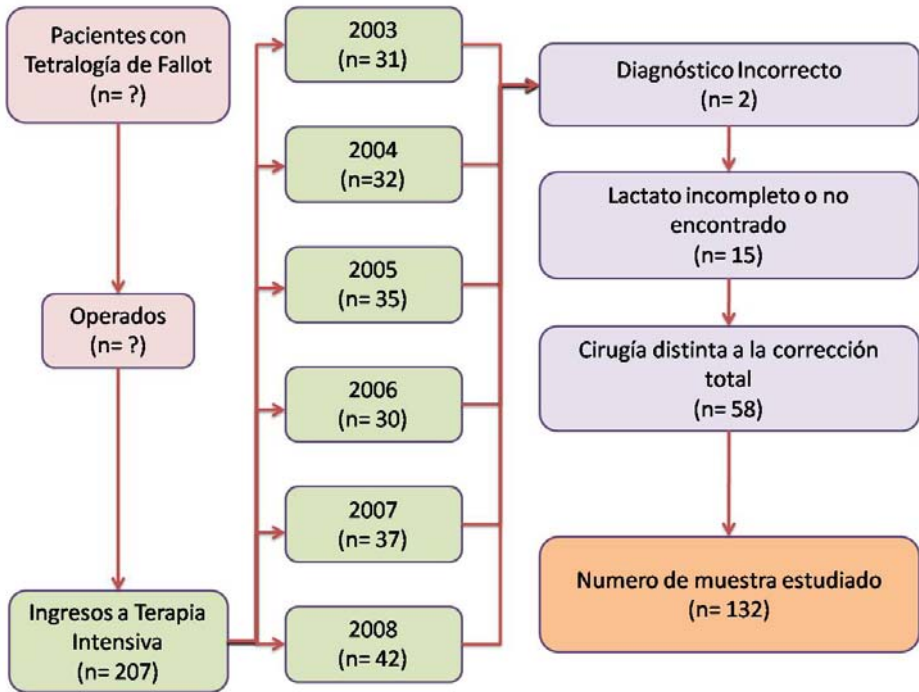 Pacientes con
Tetralogía de Fallot
(n= ?)
Operados
(n= ?)
Ingresos a Terapia
Intensiva
(n= 207)
2003
(n= 31)
2004
(n=32)
2005
(n= 35)
2006
(n= 30)
2007
(n= 37)
2008
(n= 42)
Diagnóstico Incorrecto
(n= 2)
Lactato incompleto o no
encontrado
(n= 15)
Cirugía distinta a la corrección
total
(n= 58)
Numero de muestra estudiado
(n= 132)